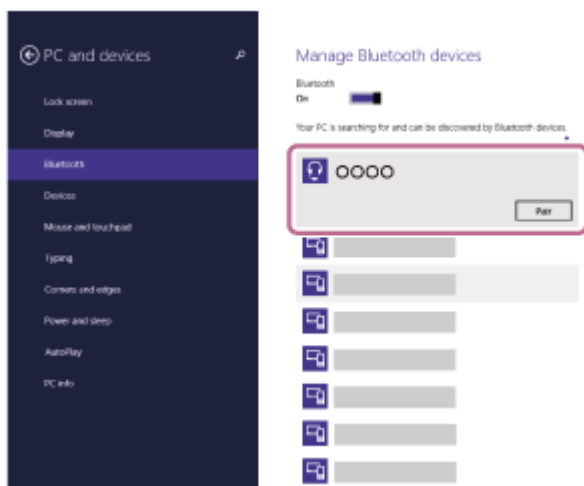 PC and devices
Lock screen
Display
Bluetooth
Devices
Mouse and touchpad
Typing
Corners and edges
Power and sleep
AutoPlay
PC info
Manage Bluetooth devices
Bluetooth
On
Your PC is searching for and can be discovered by Bluetooth devices.
OOOO
Pair